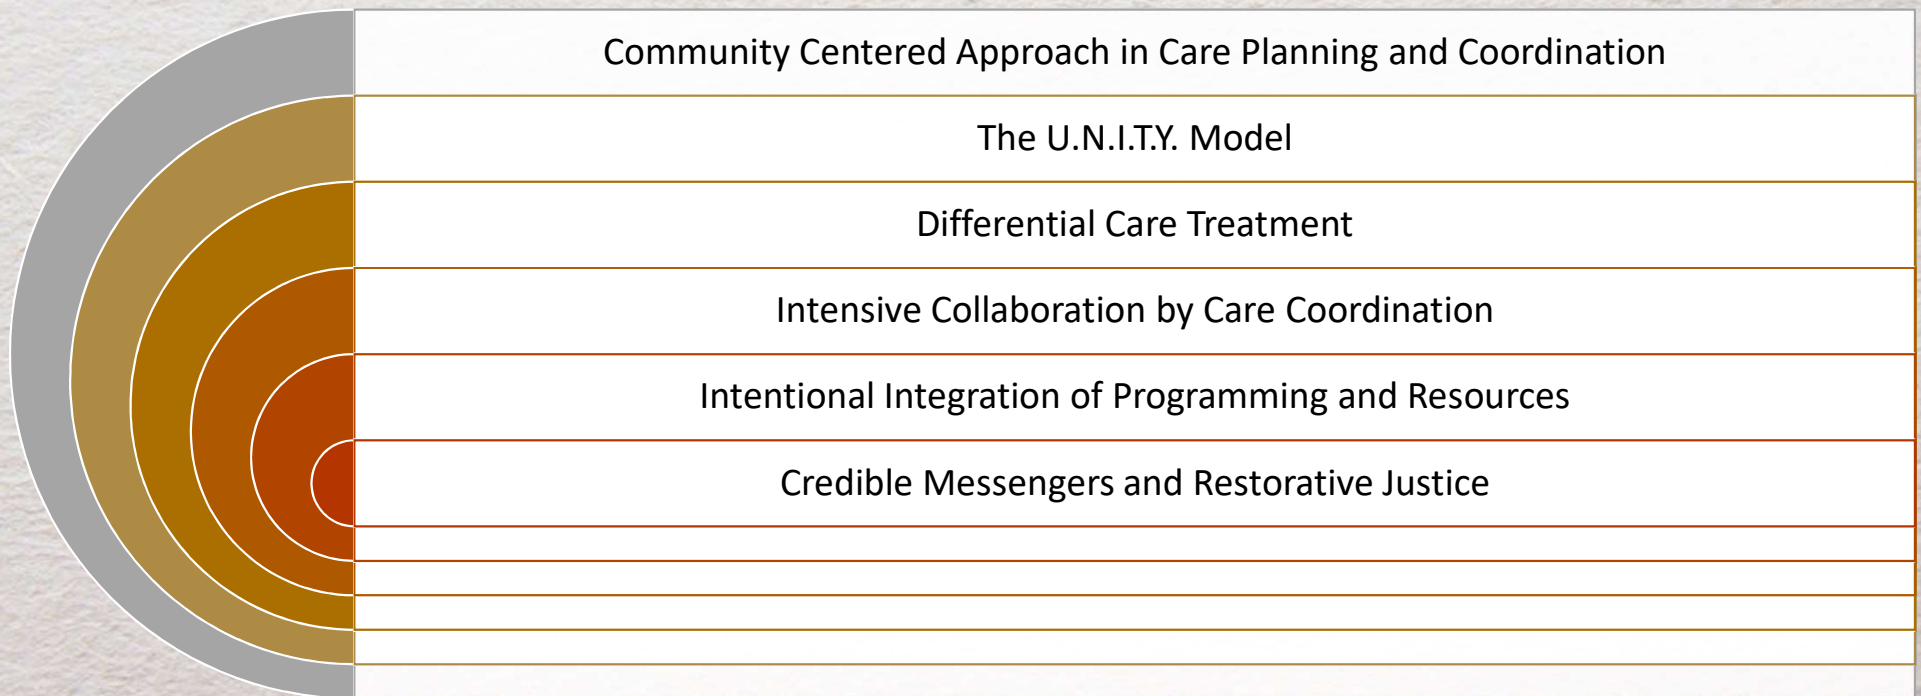 Community Centered Approach in Care Planning and Coordination
The U.N.I.T.Y. Model
Differential Care Treatment
Intensive Collaboration by Care Coordination
Intentional Integration of Programming and Resources
Credible Messengers and Restorative Justice